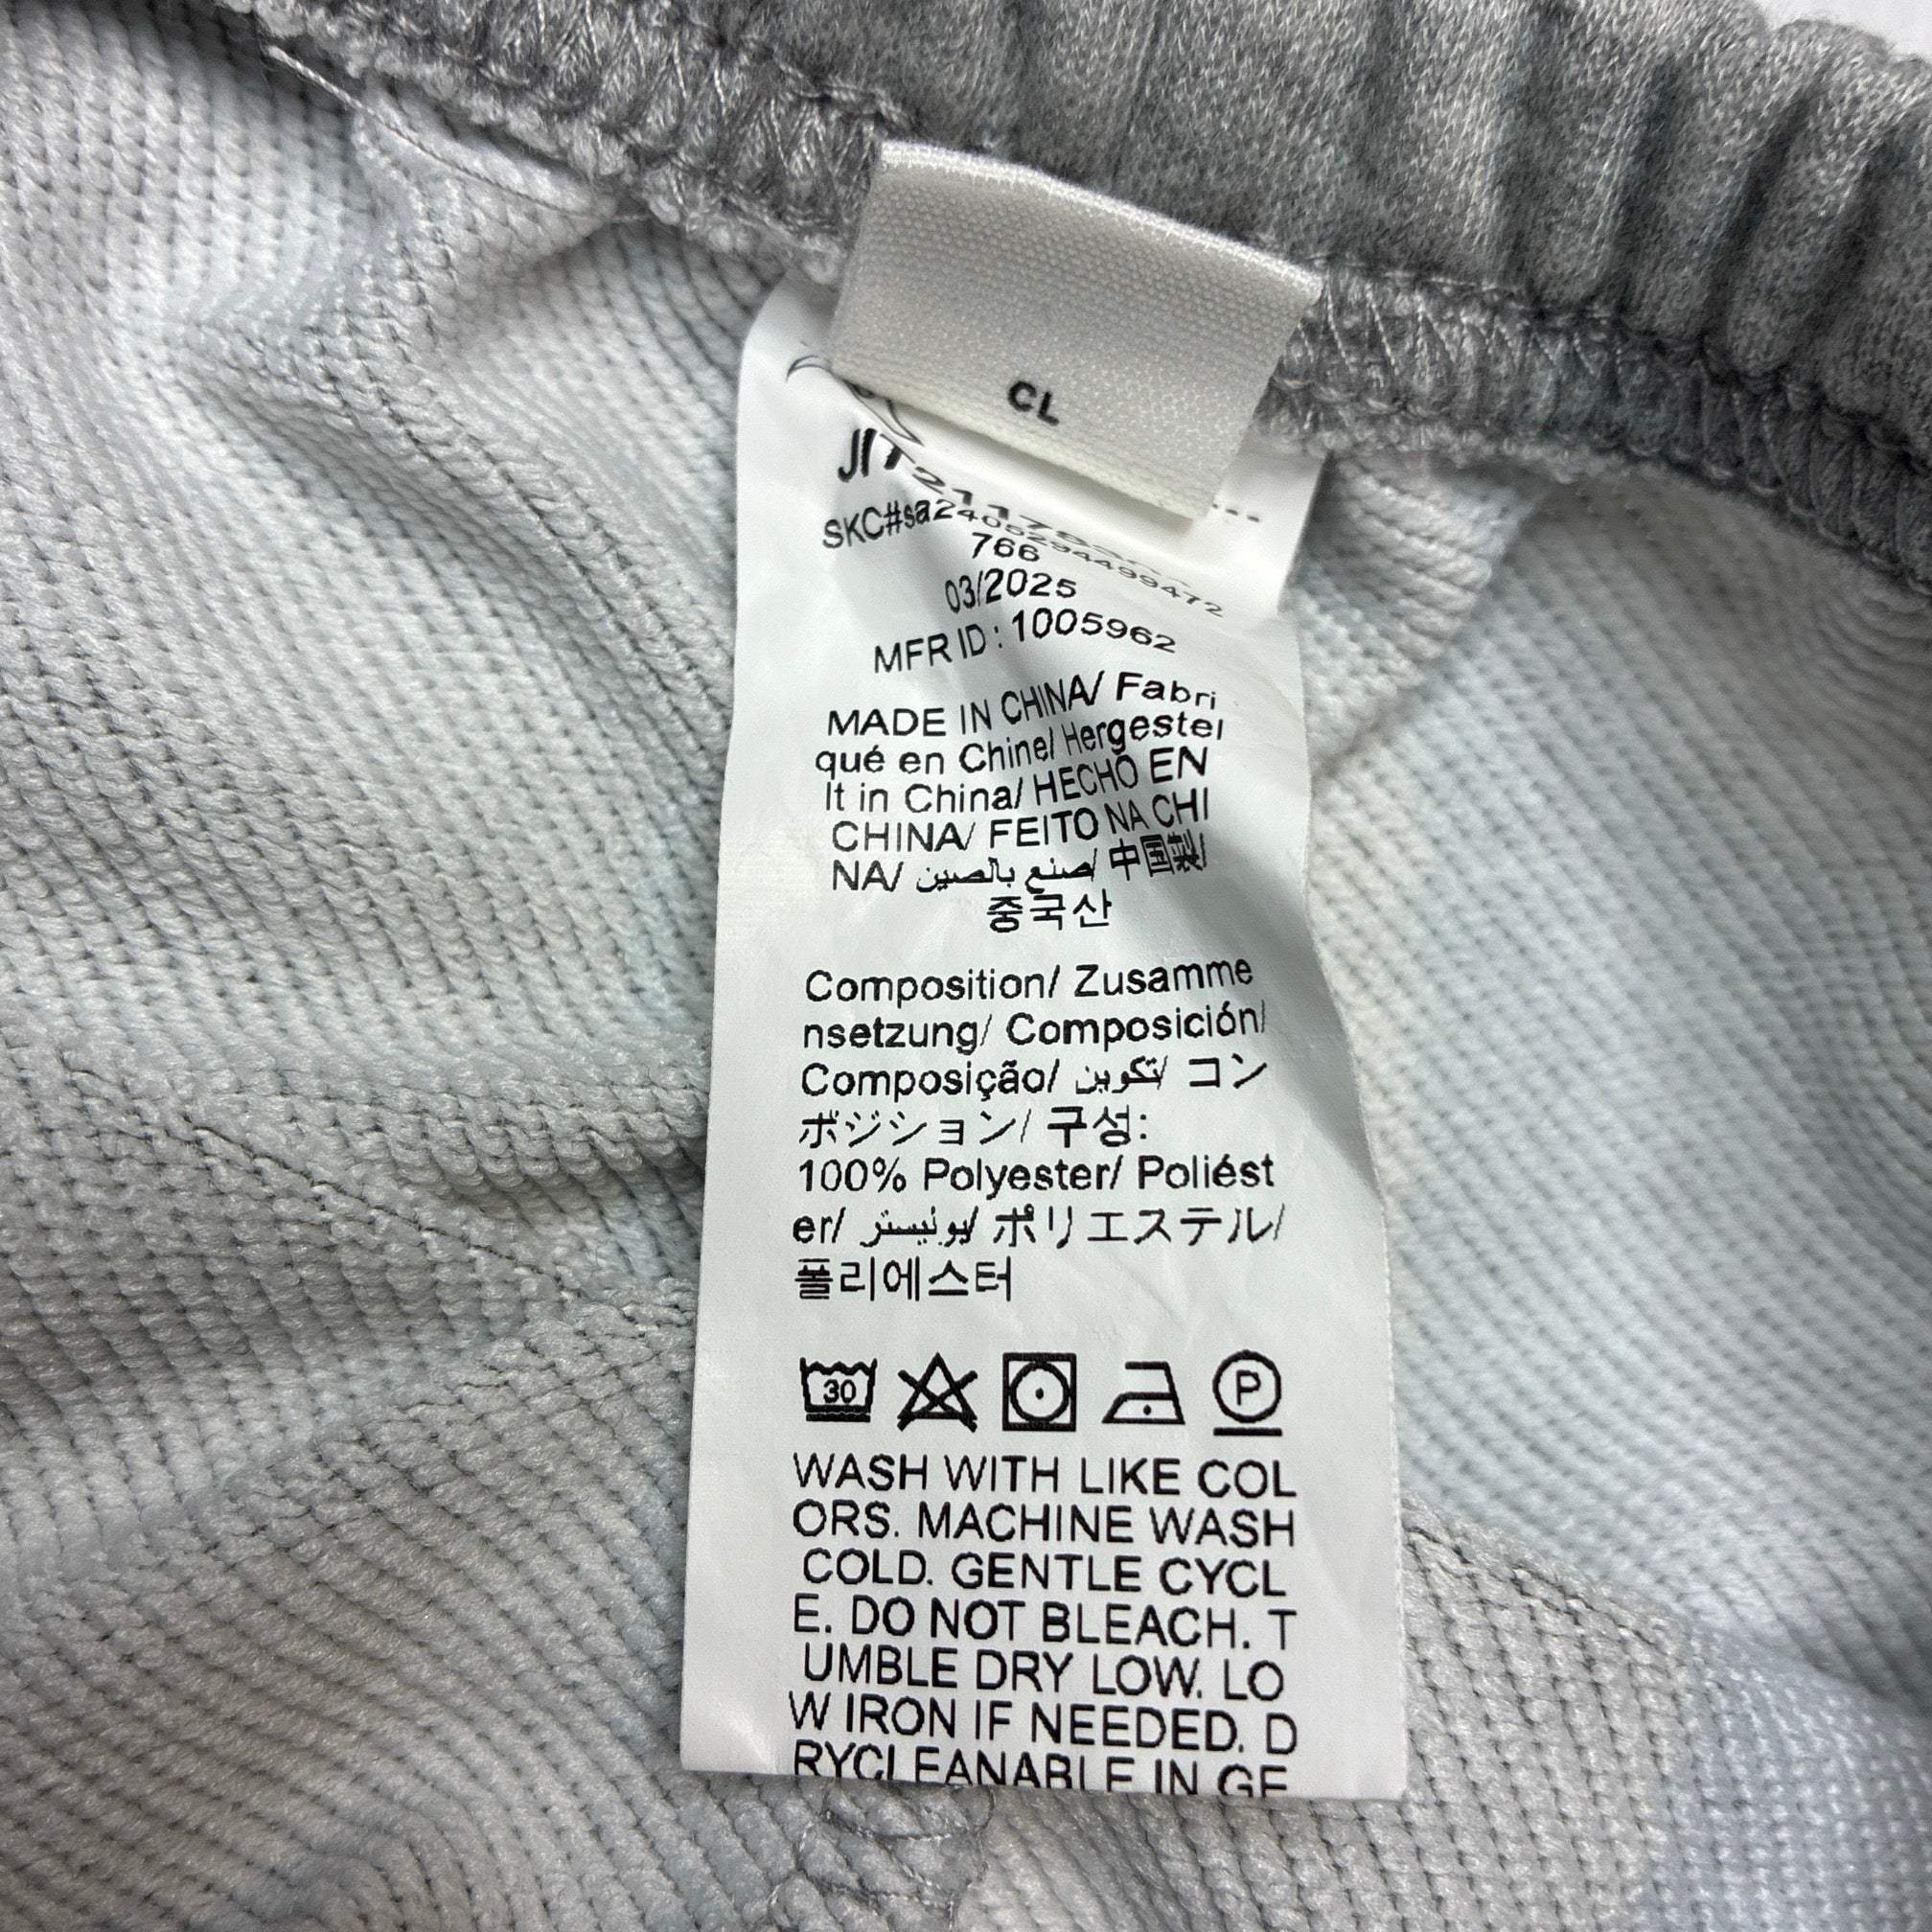 CL
SKC#sa2405294499472
766
03/2025
MFR ID : 1005962
MADE IN CHINA/ Fabri
qué en Chine/ Hergestel
lt in China/ HECHO EN
CHINA/ FEITO NA CHI
NA/ صنع بالصين/ 中国製/
중국산
Composition/ Zusamme
nsetzung/ Composición/
Composição/ تكوين/ コン
ポジション/ 구성:
100% Polyester/ Poliést
er/ بوليستر/ ポリエステル/
폴리에스터
30 P
WASH WITH LIKE COL
ORS. MACHINE WASH
COLD. GENTLE CYCL
E. DO NOT BLEACH. T
UMBLE DRY LOW. LO
W IRON IF NEEDED. D
RYCLEANABLE IN GE